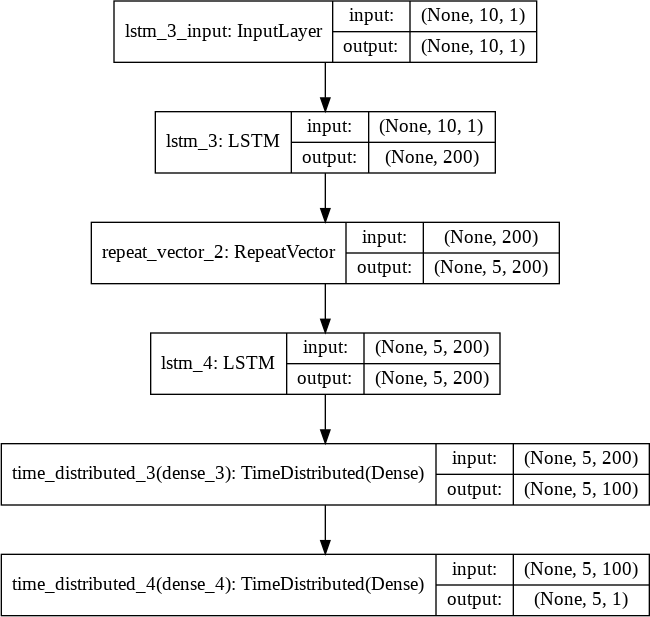 lstm_3_input: InputLayer
input: (None, 10, 1)
output: (None, 10, 1)
lstm_3: LSTM
input: (None, 10, 1)
output: (None, 200)
repeat_vector_2: RepeatVector
input: (None, 200)
output: (None, 5, 200)
lstm_4: LSTM
input: (None, 5, 200)
output: (None, 5, 200)
time_distributed_3(dense_3): TimeDistributed(Dense)
input: (None, 5, 200)
output: (None, 5, 100)
time_distributed_4(dense_4): TimeDistributed(Dense)
input: (None, 5, 100)
output: (None, 5, 1)